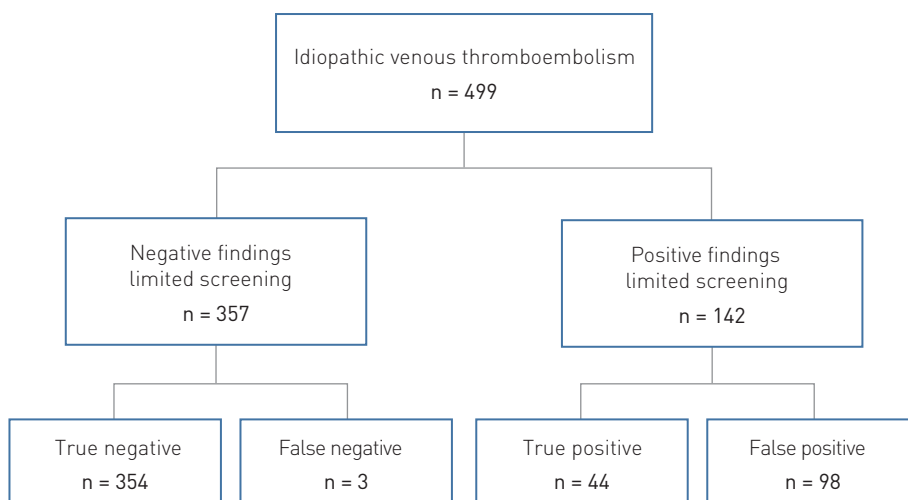 Idiopathic venous thromboembolism
n = 499
Negative findings
limited screening
n = 357
Positive findings
limited screening
n = 142
True negative
n = 354
False negative
n = 3
True positive
n = 44
False positive
n = 98